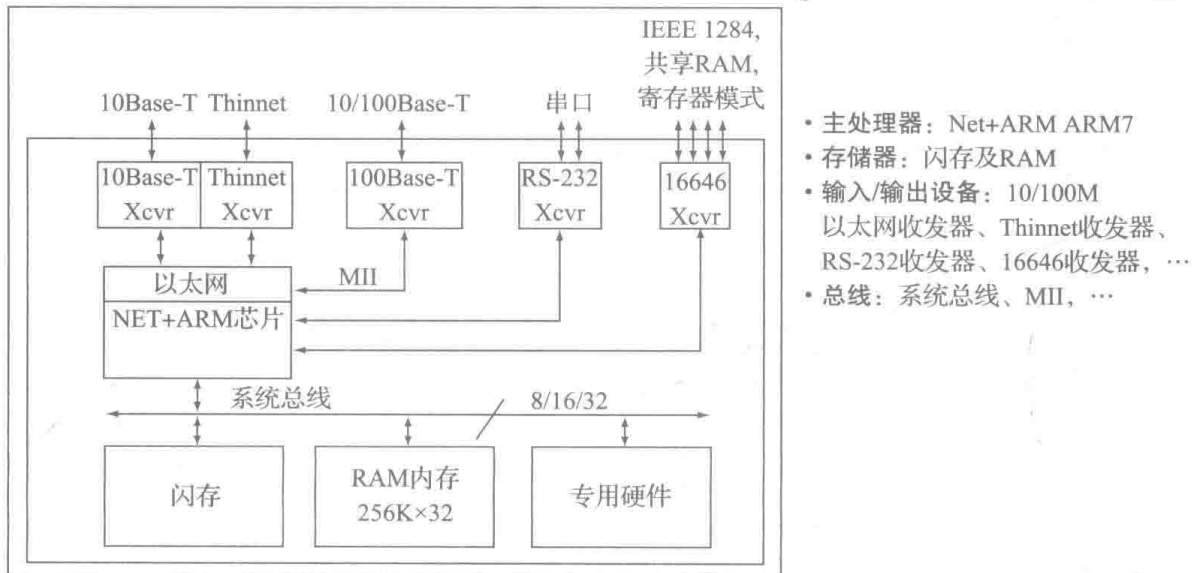 IEEE 1284,
共享RAM,
寄存器模式
10Base-T Thinnet 10/100Base-T 串口
10Base-T Thinnet 100Base-T RS-232 16646
Xcvr Xcvr Xcvr Xcvr Xcvr
以太网 MII
NET+ARM芯片
系统总线 8/16/32
闪存 RAM内存 专用硬件
256K×32
• 主处理器：Net+ARM ARM7
• 存储器：闪存及RAM
• 输入/输出设备：10/100M
以太网收发器、Thinnet收发器、
RS-232收发器、16646收发器，…
• 总线：系统总线、MII，…